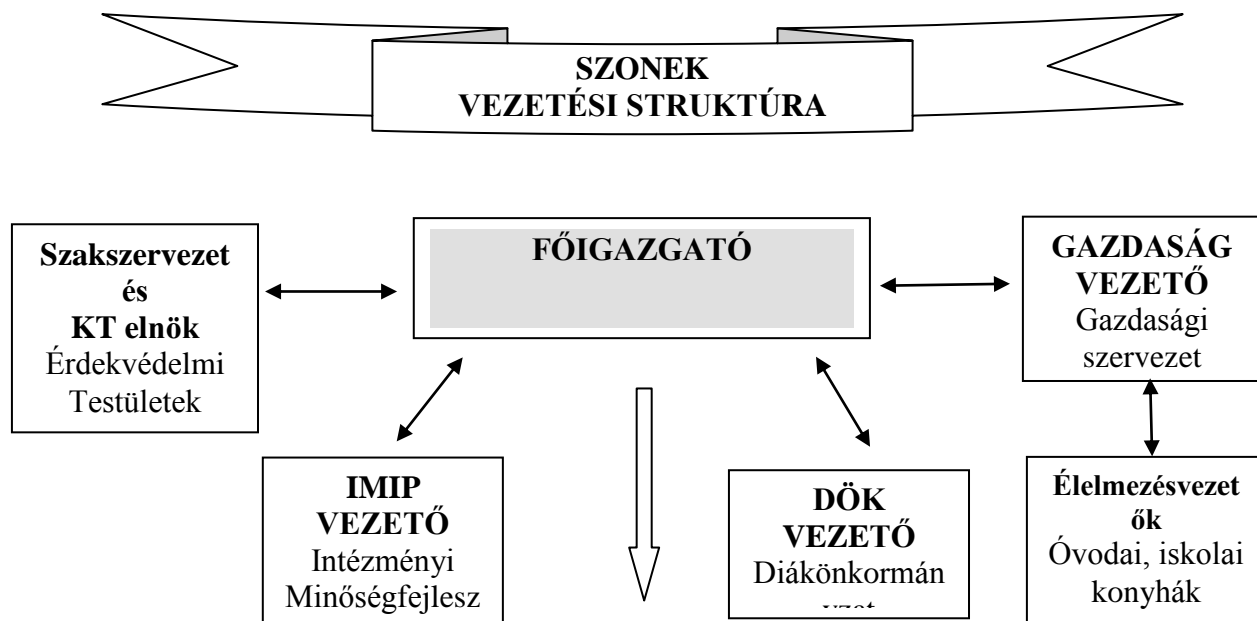 SZONEK
VEZETÉSI STRUKTÚRA
Szakszervezet
és
KT elnök
Érdekvédelmi
Testületek
FŐIGAZGATÓ
GAZDASÁG
VEZETŐ
Gazdasági
szervezet
IMIP
VEZETŐ
Intézményi
Minőségfejlesz
DÖK
VEZETŐ
Diákönkormán
yzat
Élelmezésvezet
ők
Óvodai, iskolai
konyhák